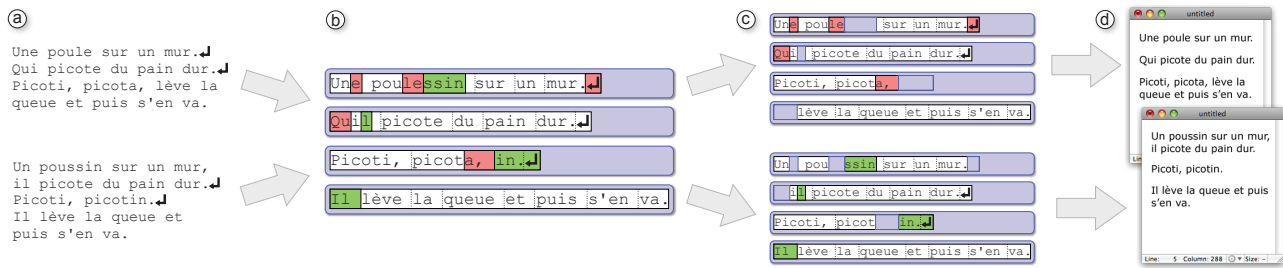 a
Une poule sur un mur.↵
Qui picote du pain dur.↵
Picoti, picota, lève la
queue et puis s'en va.
Un poussin sur un mur,
il picote du pain dur.↵
Picoti, picotin.↵
Il lève la queue et
puis s'en va.
b
Une poulessin sur un mur.↵
Quil picote du pain dur.↵
Picoti, picota, in.↵
Il lève la queue et puis s'en va.
c
Une poule sur un mur.↵
Qui picote du pain dur.↵
Picoti, picota,
lève la queue et puis s'en va.
Un pou ssin sur un mur.
il picote du pain dur.↵
Picoti, picot in.↵
Il lève la queue et puis s'en va.
d
untitled
Une poule sur un mur.
Qui picote du pain dur.
Picoti, picota, lève la
queue et puis s'en va.
Lin
untitled
Un poussin sur un mur,
il picote du pain dur.
Picoti, picotin.
Il lève la queue et puis
s'en va.
Line: 5 Column: 288 Size: -